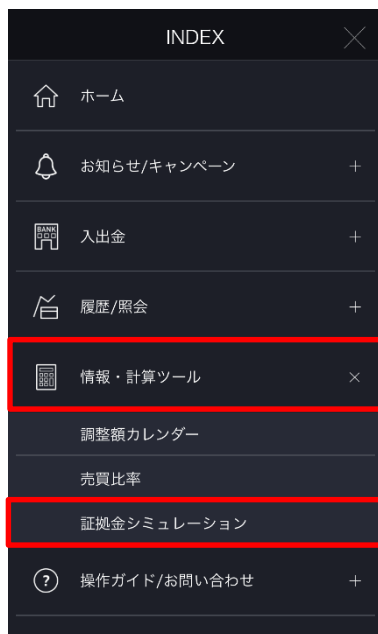 INDEX
ホーム
お知らせ/キャンペーン
BANK
入出金
履歴/照会
情報・計算ツール
調整額カレンダー
売買比率
証拠金シミュレーション
操作ガイド/お問い合わせ